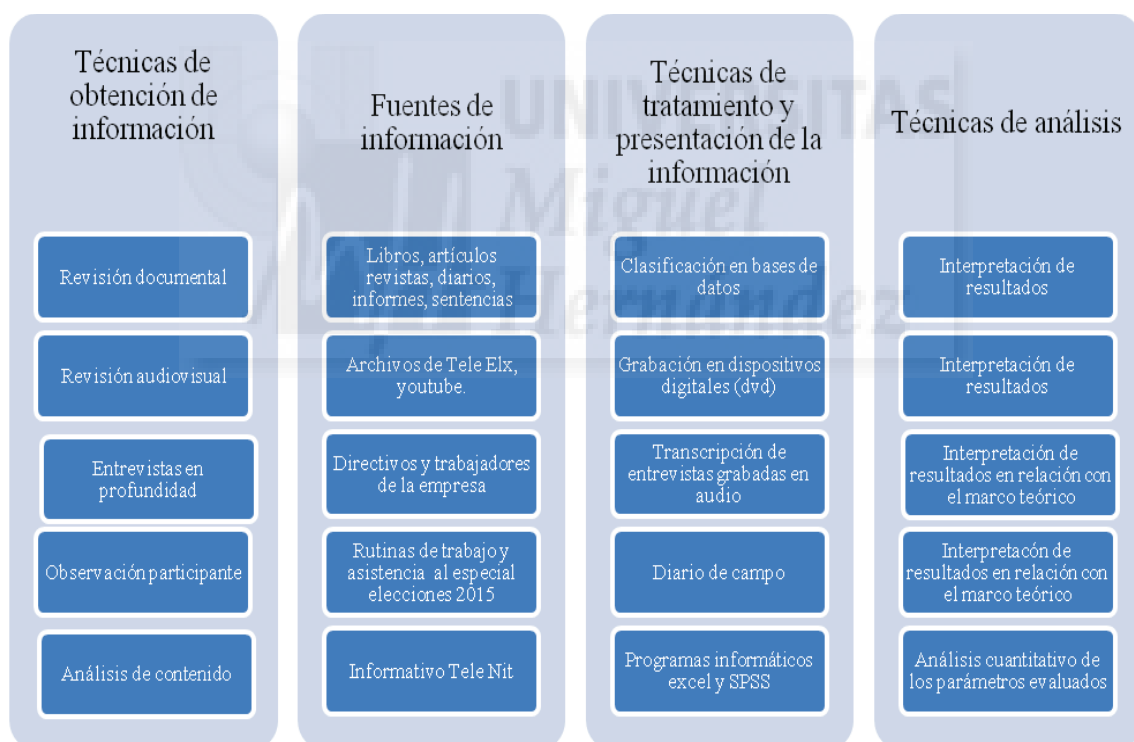 Técnicas de
obtención de
información
Revisión documental
Revisión audiovisual
Entrevistas en
profundidad
Observación participante
Análisis de contenido
Fuentes de
información
Libros, artículos
revistas, diarios,
informes, sentencias
Archivos de Tele Elx,
youtube.
Directivos y trabajadores
de la empresa
Rutinas de trabajo y
asistencia al especial
elecciones 2015
Informativo Tele Nit
Técnicas de
tratamiento y
presentación de la
información
Clasificación en bases de
datos
Grabación en dispositivos
digitales (dvd)
Transcripción de
entrevistas grabadas en
audio
Diario de campo
Programas informáticos
excel y SPSS
Técnicas de análisis
Interpretación de
resultados
Interpretación de
resultados
Interpretación de
resultados en relación con
el marco teórico
Interpretacón de
resultados en relación con
el marco teórico
Análisis cuantitativo de
los parámetros evaluados
UNIVERSITAS
Miguel
Hernández